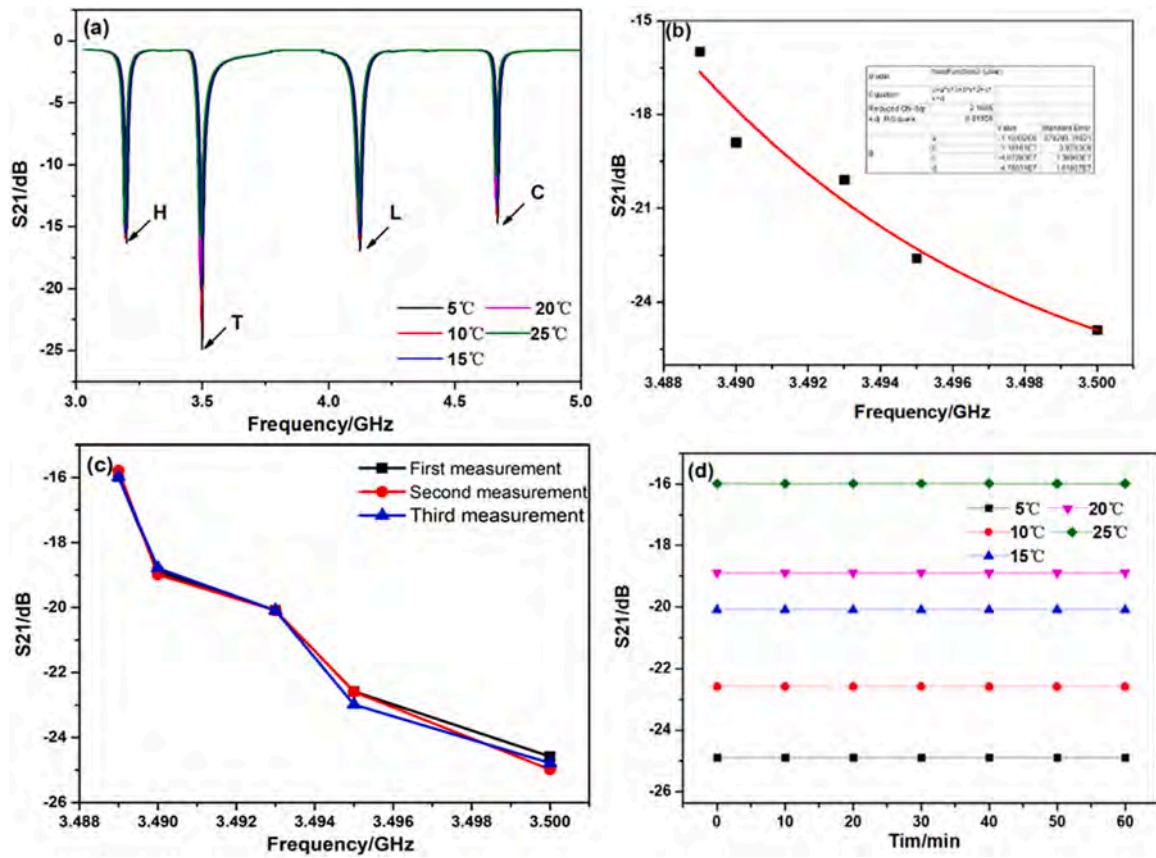 (a)
0
-5
-10
-15
-20
-25
S21/dB
H
T
L
C
5℃
20℃
10℃
25℃
15℃
3.0
3.5
4.0
4.5
5.0
Frequency/GHz
(b)
-15
-18
-21
-24
S21/dB
Model
Equation
Value
Standard Error
3.488
3.490
3.492
3.494
3.496
3.498
3.500
Frequency/GHz
(c)
-16
-18
-20
-22
-24
-26
S21/dB
First measurement
Second measurement
Third measurement
3.488
3.490
3.492
3.494
3.496
3.498
3.500
Frequency/GHz
(d)
-16
-18
-20
-22
-24
-26
S21/dB
5℃
20℃
10℃
25℃
15℃
0
10
20
30
40
50
60
Tim/min